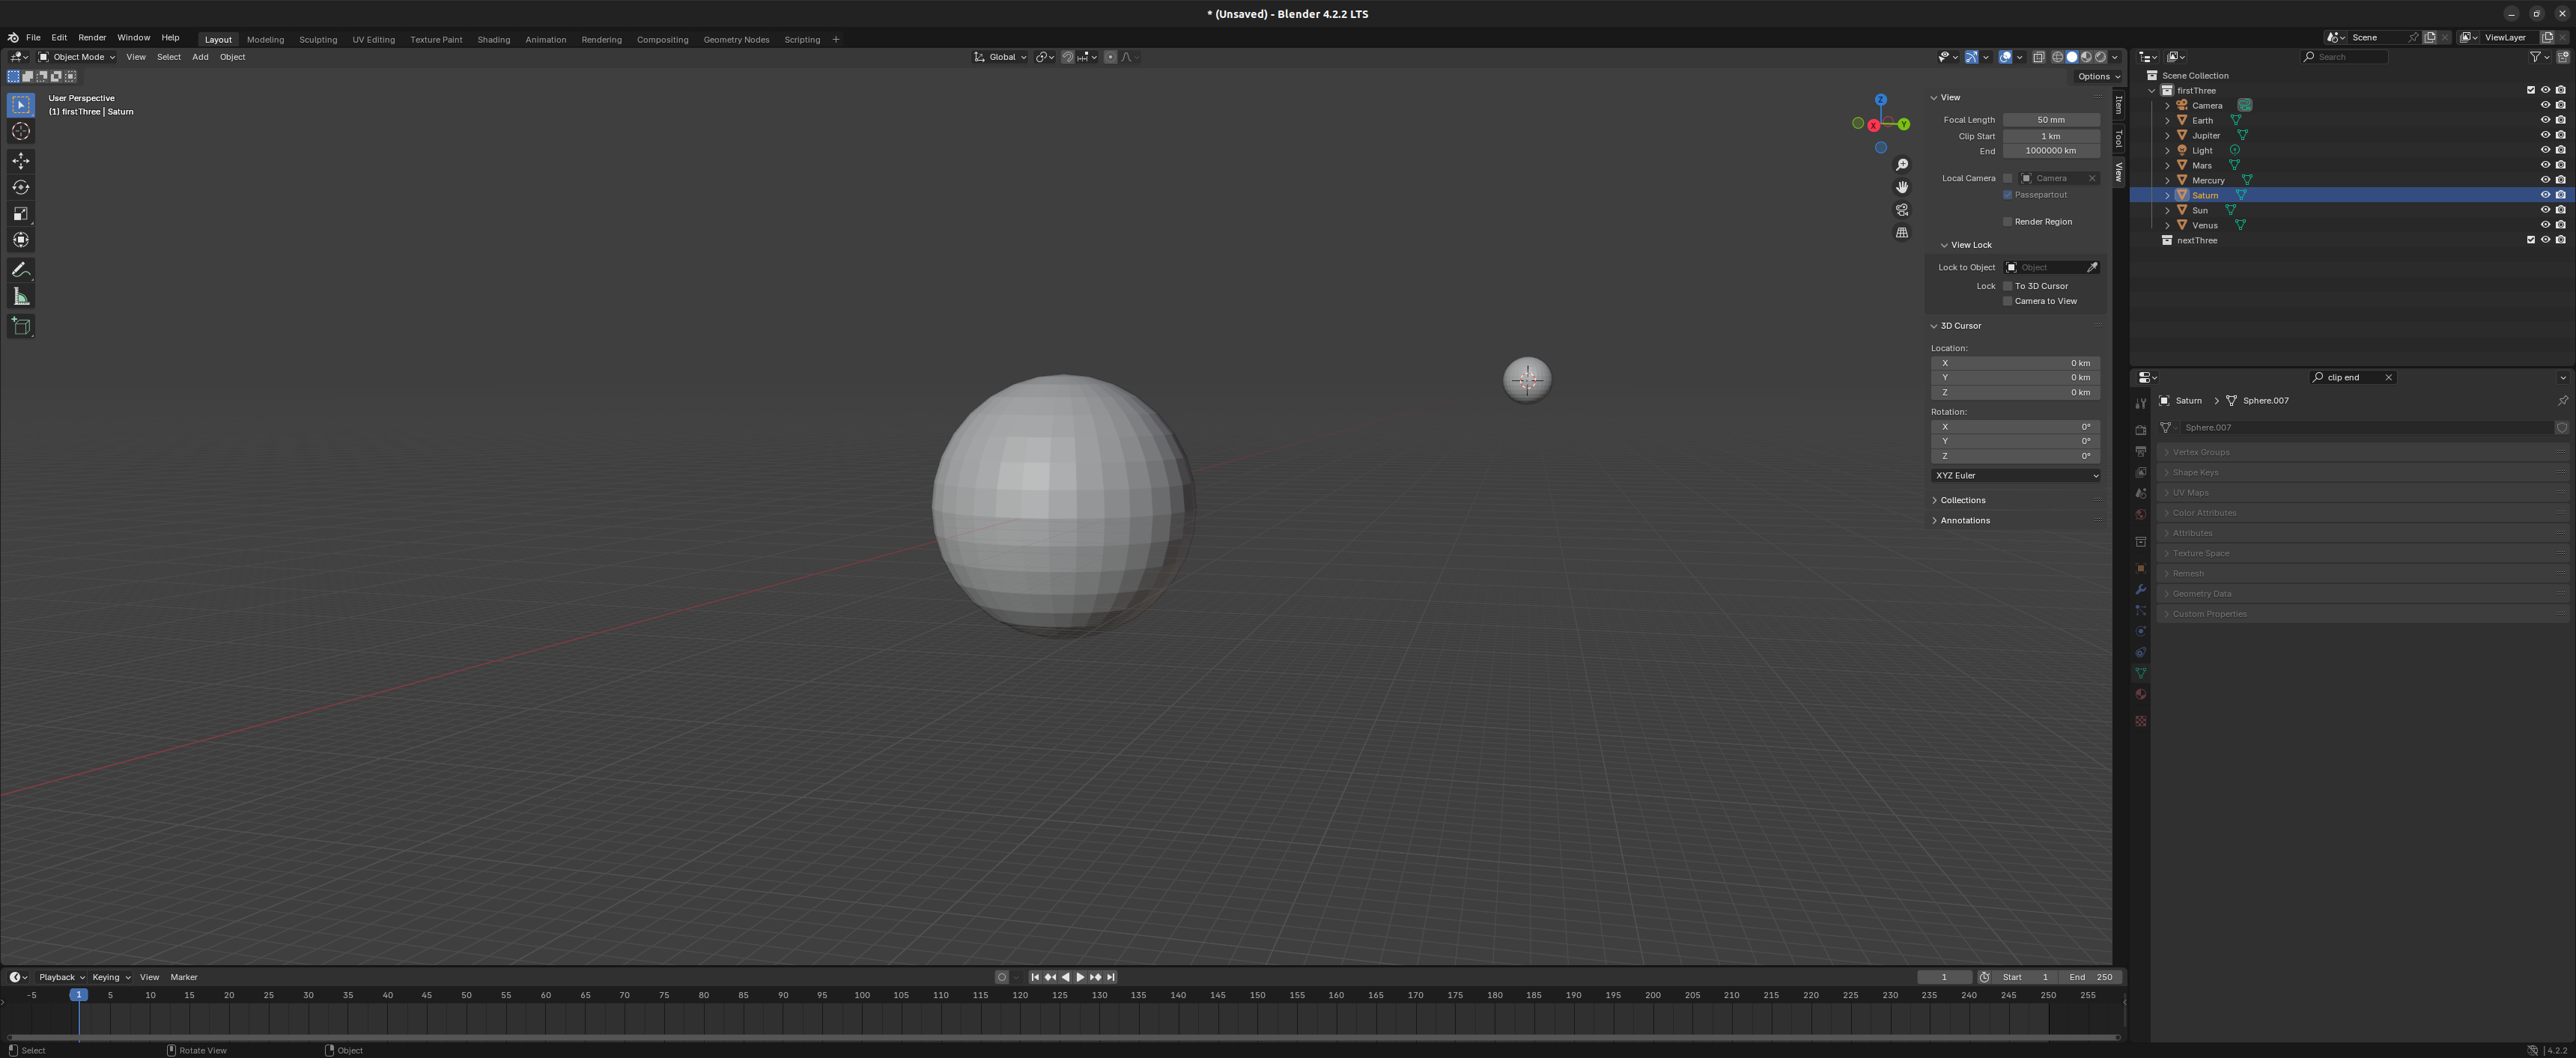 * (Unsaved) - Blender 4.2.2 LTS
File Edit Render Window Help
Layout Modeling Sculpting UV Editing Texture Paint Shading Animation Rendering Compositing Geometry Nodes Scripting +
Scene
ViewLayer
Object Mode View Select Add Object
Global
Options
User Perspective
(1) firstThree | Saturn
Z
X
Y
View
Focal Length 50 mm
Clip Start 1 km
End 1000000 km
Local Camera Camera
Passepartout
Render Region
View Lock
Lock to Object Object
Lock To 3D Cursor
Camera to View
3D Cursor
Location:
X 0 km
Y 0 km
Z 0 km
Rotation:
X 0°
Y 0°
Z 0°
XYZ Euler
Collections
Annotations
Item
Tool
View
Search
Scene Collection
firstThree
Camera
Earth
Jupiter
Light
Mars
Mercury
Saturn
Sun
Venus
nextThree
clip end
Saturn > Sphere.007
Sphere.007
Vertex Groups
Shape Keys
UV Maps
Color Attributes
Attributes
Texture Space
Remesh
Geometry Data
Custom Properties
Playback Keying View Marker
1 Start 1 End 250
-5 1 5 10 15 20 25 30 35 40 45 50 55 60 65 70 75 80 85 90 95 100 105 110 115 120 125 130 135 140 145 150 155 160 165 170 175 180 185 190 195 200 205 210 215 220 225 230 235 240 245 250 255
Select Rotate View Object
4.2.2